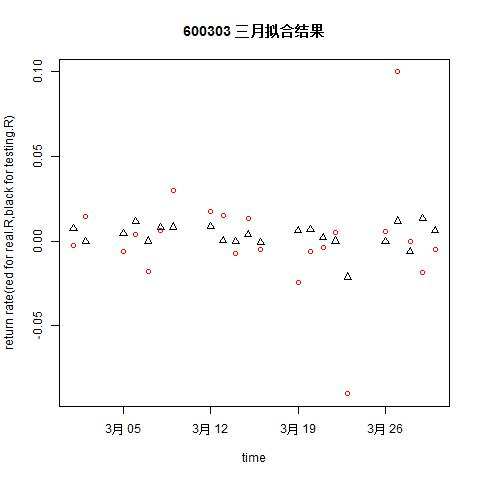 600303 三月拟合结果
return rate(red for real.R,black for testing.R)
0.10
0.05
0.00
-0.05
3月 05
3月 12
3月 19
3月 26
time